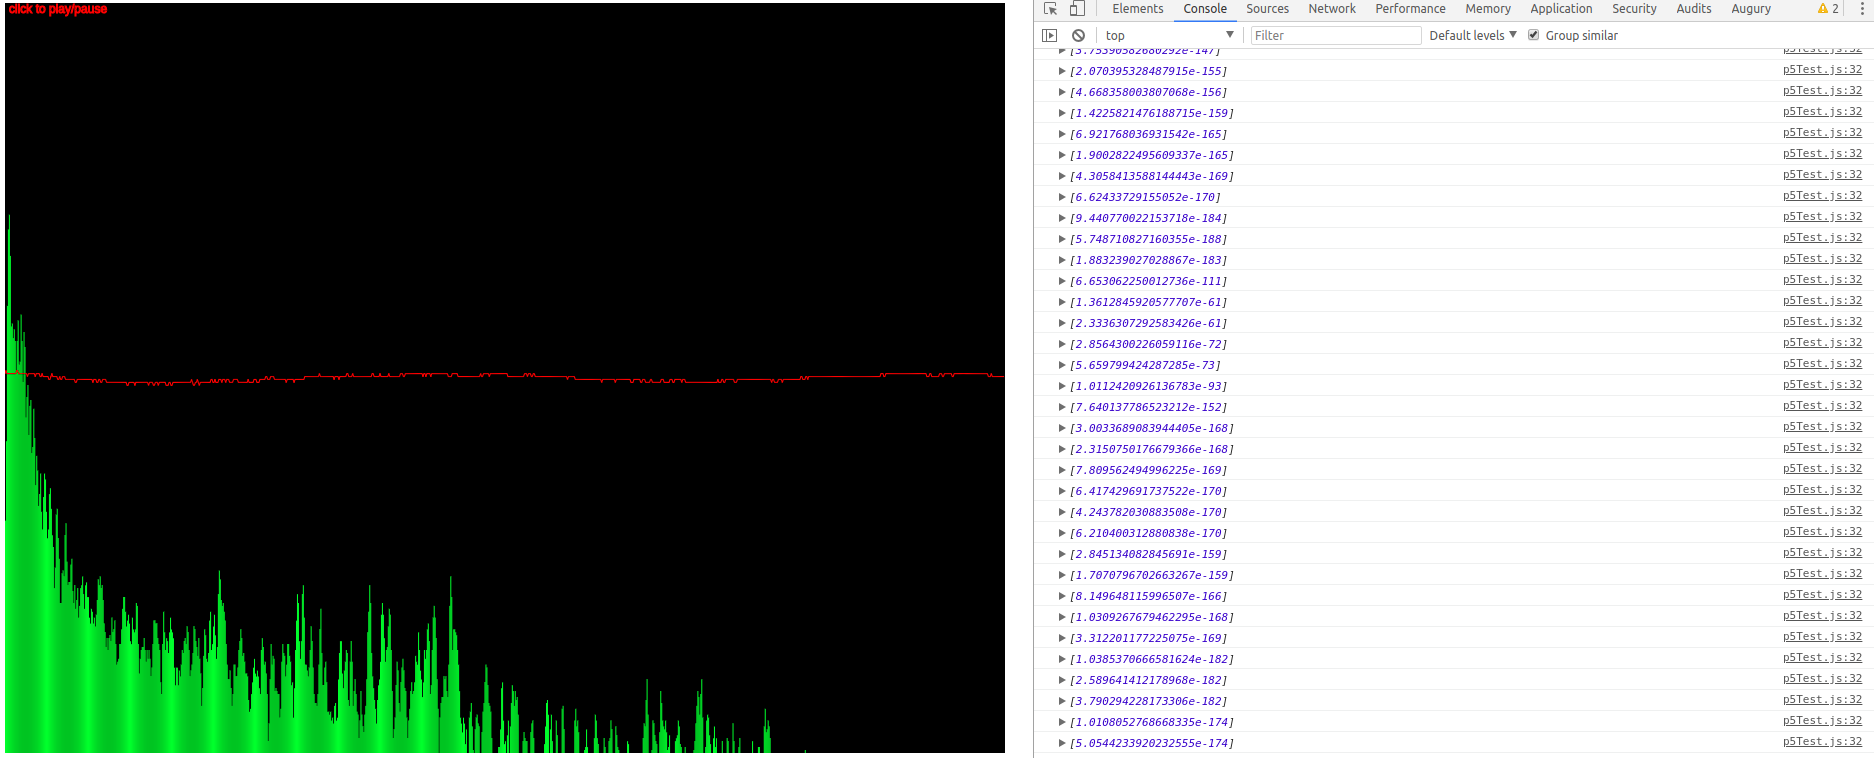 click to play/pause
Elements Console Sources Network Performance Memory Application Security Audits Augury 2
top Filter Default levels Group similar
[3.75390582680292e-147] p5Test.js:32
[2.070395328487915e-155] p5Test.js:32
[4.668358003807068e-156] p5Test.js:32
[1.4225821476188715e-159] p5Test.js:32
[6.921768036931542e-165] p5Test.js:32
[1.9002822495609337e-165] p5Test.js:32
[4.3058413588144443e-169] p5Test.js:32
[6.62433729155052e-170] p5Test.js:32
[9.440770022153718e-184] p5Test.js:32
[5.748710827160355e-188] p5Test.js:32
[1.883239027028867e-183] p5Test.js:32
[6.653062250012736e-111] p5Test.js:32
[1.3612845920577707e-61] p5Test.js:32
[2.3336307292583426e-61] p5Test.js:32
[2.8564300226059116e-72] p5Test.js:32
[5.659799424287285e-73] p5Test.js:32
[1.0112420926136783e-93] p5Test.js:32
[7.640137786523212e-152] p5Test.js:32
[3.0033689083944405e-168] p5Test.js:32
[2.3150750176679366e-168] p5Test.js:32
[7.809562494996225e-169] p5Test.js:32
[6.417429691737522e-170] p5Test.js:32
[4.243782030883508e-170] p5Test.js:32
[6.210400312880838e-170] p5Test.js:32
[2.845134082845691e-159] p5Test.js:32
[1.7070796702663267e-159] p5Test.js:32
[8.149648115996507e-166] p5Test.js:32
[1.0309267679462295e-168] p5Test.js:32
[3.312201177225075e-169] p5Test.js:32
[1.0385370666581624e-182] p5Test.js:32
[2.589641412178968e-182] p5Test.js:32
[3.790294228173306e-182] p5Test.js:32
[1.0108052768668335e-174] p5Test.js:32
[5.0544233920232555e-174] p5Test.js:32